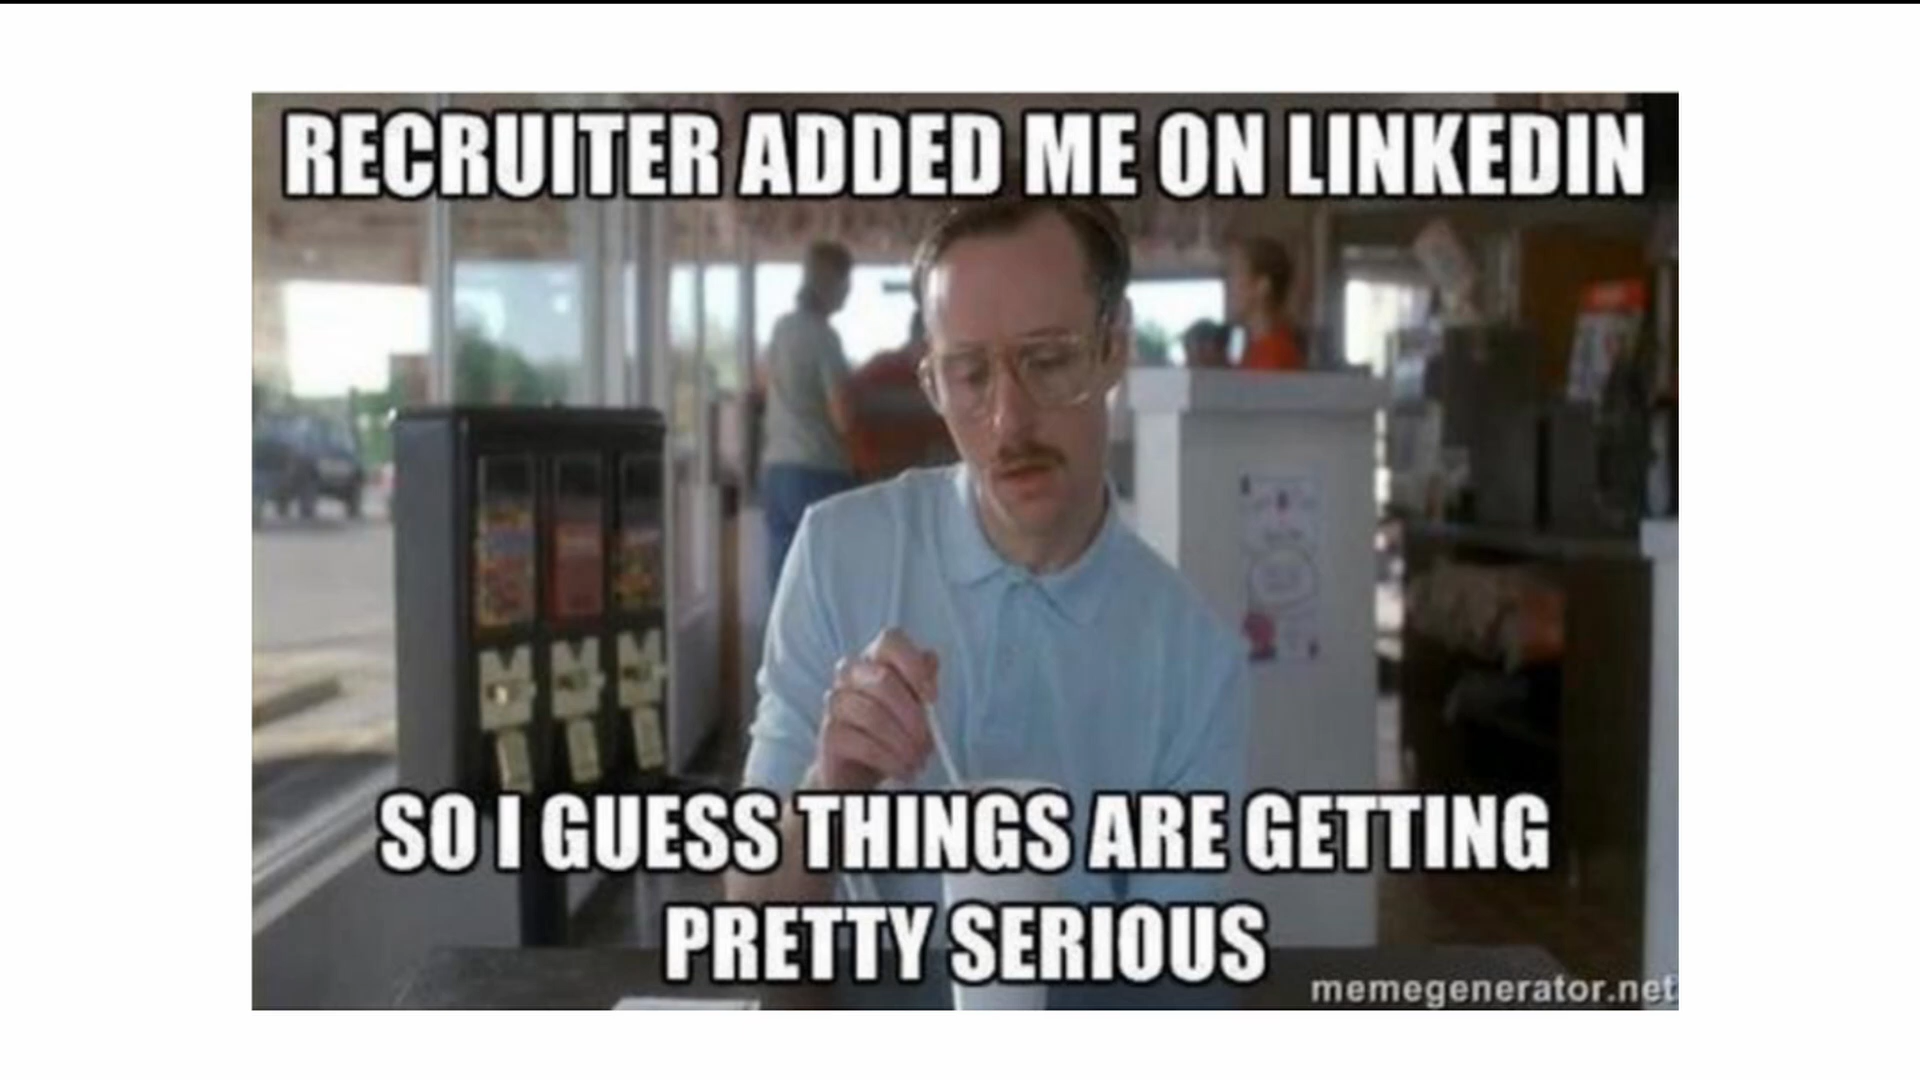 RECRUITER ADDED ME ON LINKEDIN
SO I GUESS THINGS ARE GETTING
PRETTY SERIOUS
memegenerator.net